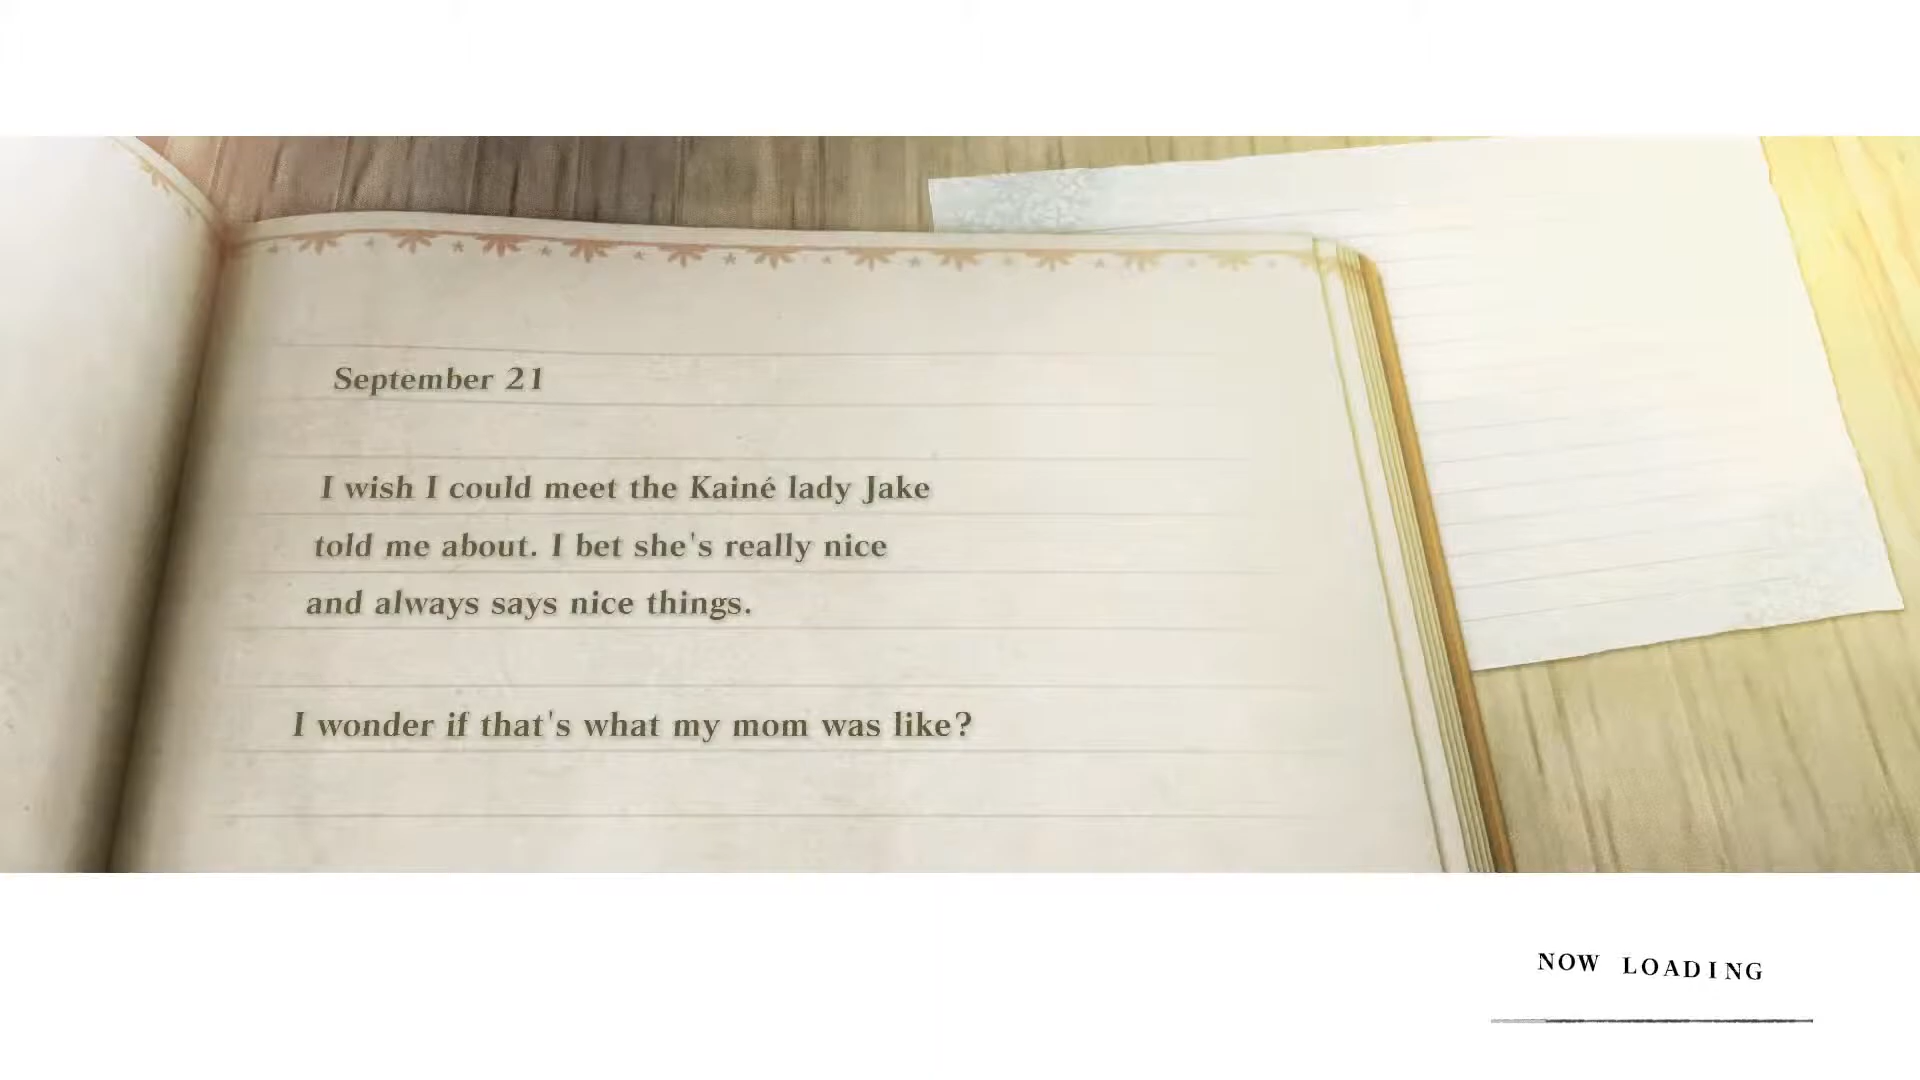 September 21
I wish I could meet the Kainé lady Jake
told me about. I bet she's really nice
and always says nice things.
I wonder if that's what my mom was like?
NOW LOADING